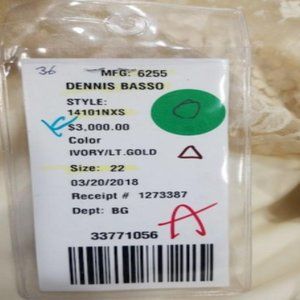 36
MFG: 6255
DENNIS BASSO
STYLE:
14101NXS
$3,000.00
Color
IVORY/LT.GOLD
Size: 22
03/20/2018
Receipt # 1273387
Dept: BG
33771056